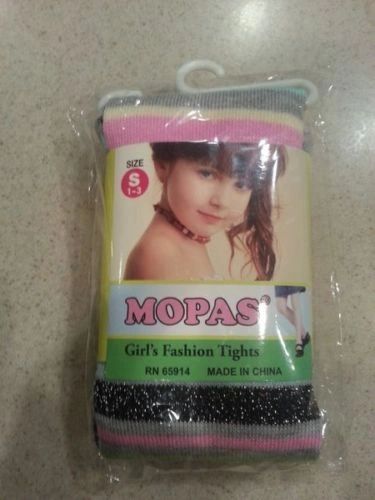 SIZE
S
1-3
MOPAS®
Girl's Fashion Tights
RN 65914 MADE IN CHINA